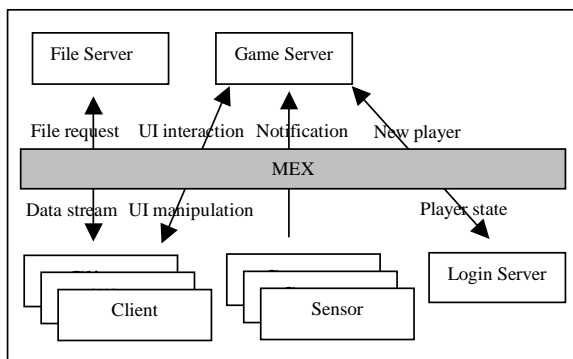 File Server
Game Server
File request
UI interaction
Notification
New player
MEX
Data stream
UI manipulation
Player state
Client
Sensor
Login Server